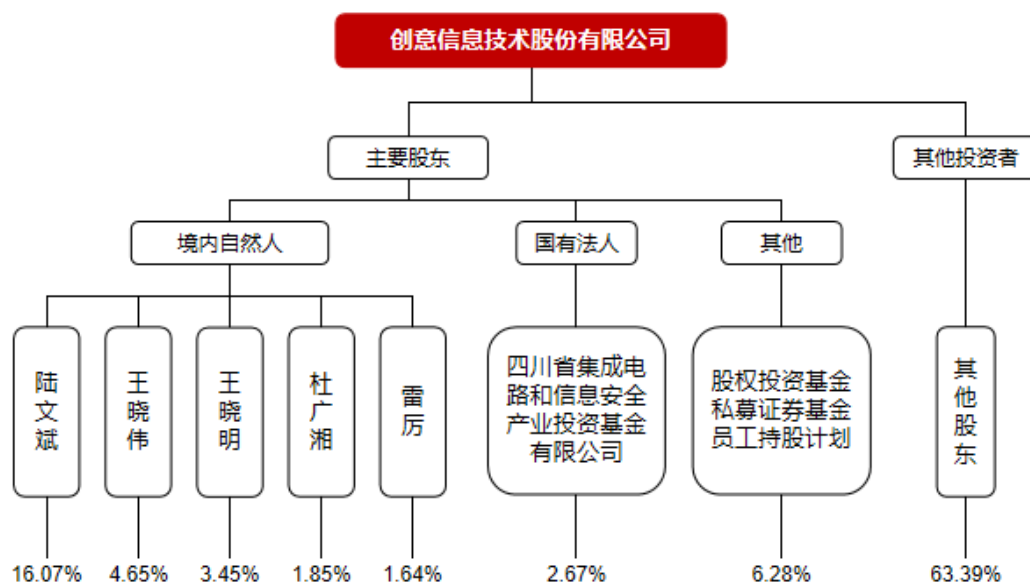 创意信息技术股份有限公司
主要股东
其他投资者
境内自然人
国有法人
其他
陆文斌
王晓伟
王晓明
杜广湘
雷厉
四川省集成电
路和信息安全
产业投资基金
有限公司
股权投资基金
私募证券基金
员工持股计划
其他股东
16.07%
4.65%
3.45%
1.85%
1.64%
2.67%
6.28%
63.39%